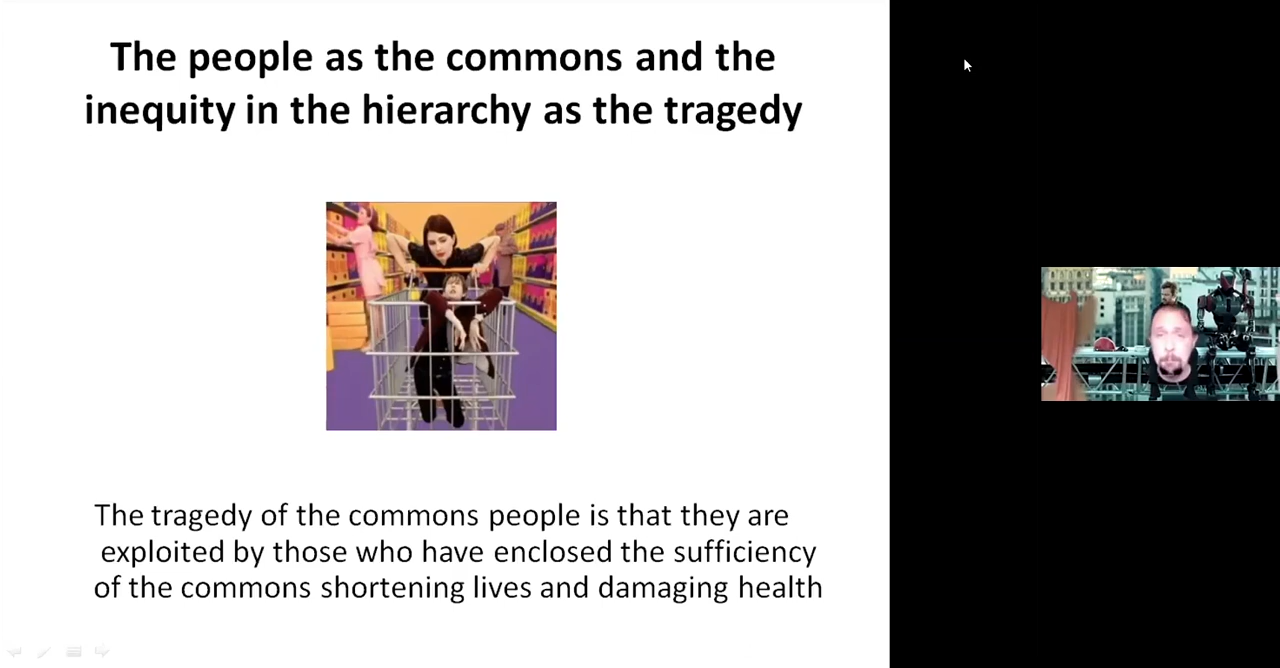 The people as the commons and the
inequity in the hierarchy as the tragedy
The tragedy of the commons people is that they are
exploited by those who have enclosed the sufficiency
of the commons shortening lives and damaging health